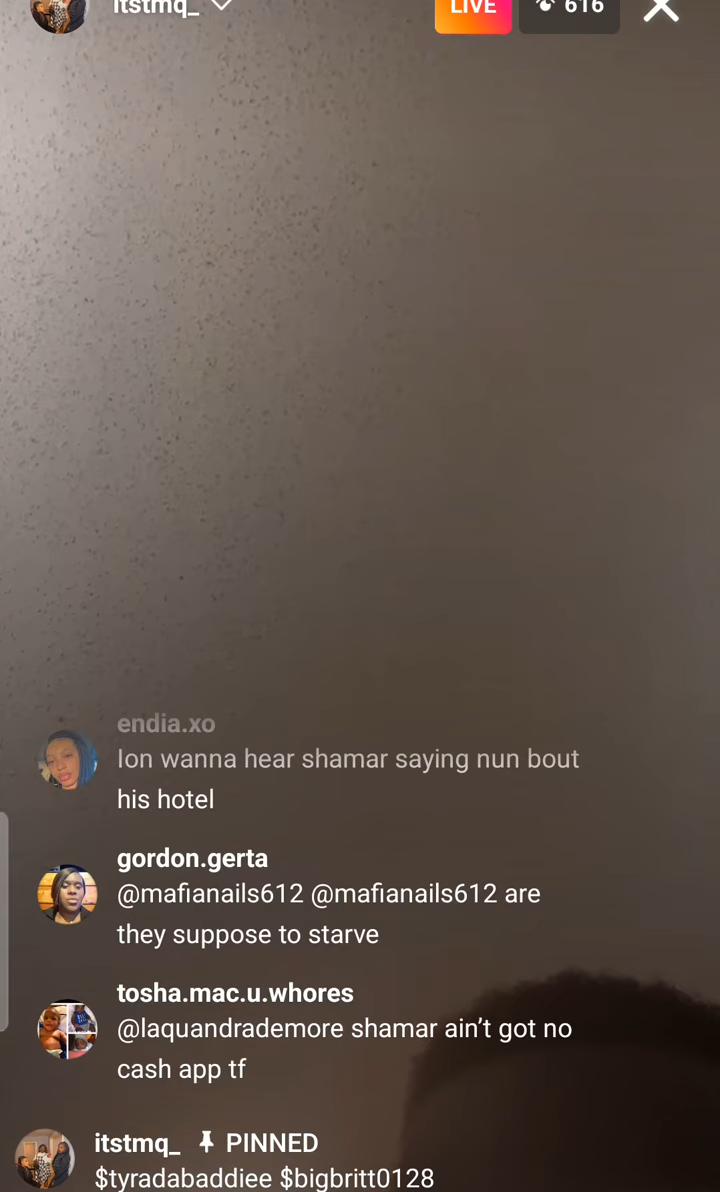 itstmq_
LIVE
616
endia.xo
Ion wanna hear shamar saying nun bout
his hotel
gordon.gerta
@mafianails612 @mafianails612 are
they suppose to starve
tosha.mac.u.whores
@laquandrademore shamar ain’t got no
cash app tf
itstmq_ PINNED
$tyradabaddiee $bigbritt0128